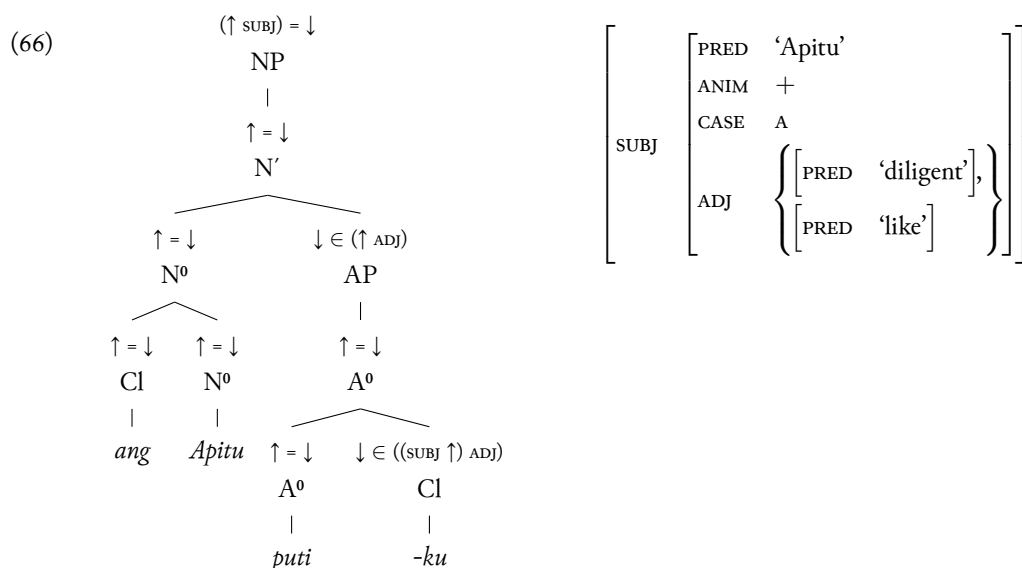 (66)
(↑ SUBJ) = ↓
NP
↑ = ↓
N′
↑ = ↓ ↓ ∈ (↑ ADJ)
N⁰ AP
↑ = ↓ ↑ = ↓ ↑ = ↓
Cl N⁰ A⁰
ang Apitu ↑ = ↓ ↓ ∈ ((SUBJ ↑) ADJ)
A⁰ Cl
puti -ku
PRED ‘Apitu’
ANIM +
CASE A
SUBJ
ADJ
{[PRED ‘diligent’],
[PRED ‘like’]}